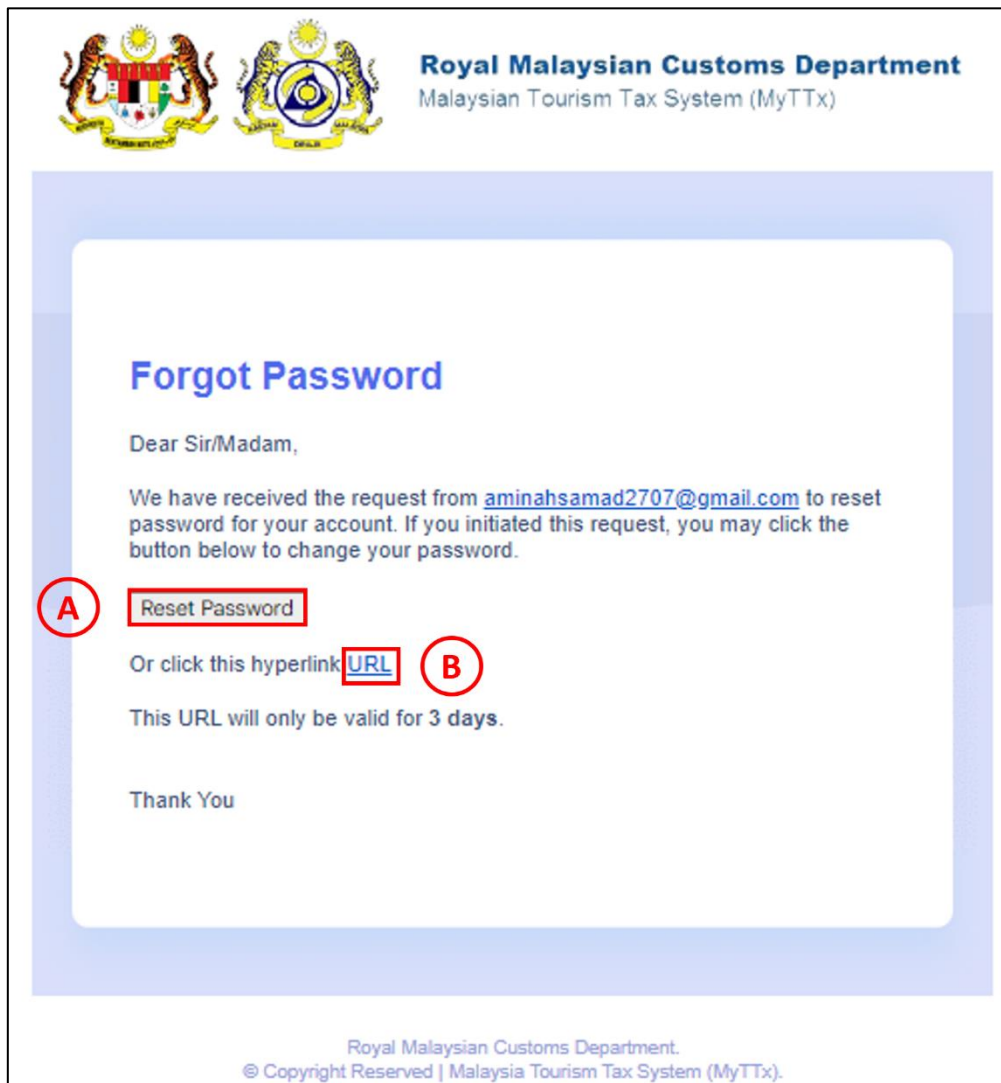 Royal Malaysian Customs Department
Malaysian Tourism Tax System (MyTTx)
Forgot Password
Dear Sir/Madam,
We have received the request from aminahsamad2707@gmail.com to reset
password for your account. If you initiated this request, you may click the
button below to change your password.
A Reset Password
Or click this hyperlink URL B
This URL will only be valid for 3 days.
Thank You
Royal Malaysian Customs Department.
© Copyright Reserved | Malaysia Tourism Tax System (MyTTx).